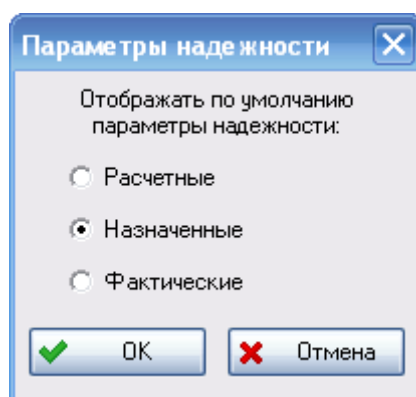 Параметры надежности
Отображать по умолчанию
параметры надежности:
Расчетные
Назначенные
Фактические
OK
Отмена